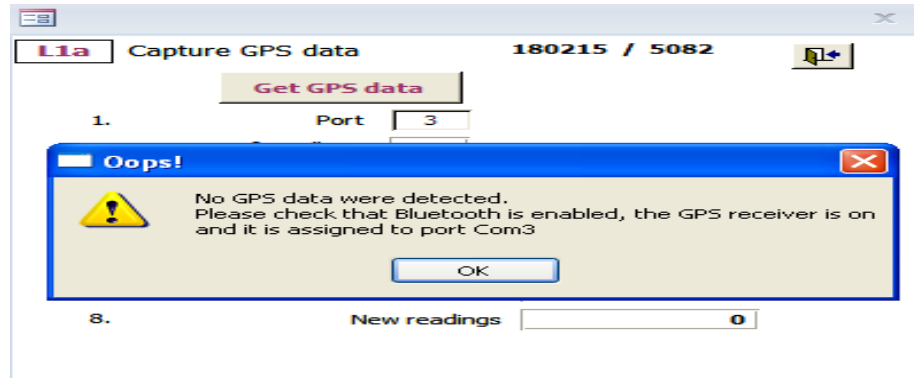 L1a Capture GPS data 180215 / 5082
Get GPS data
1. Port 3
Oops!
No GPS data were detected.
Please check that Bluetooth is enabled, the GPS receiver is on
and it is assigned to port Com3
OK
8. New readings 0